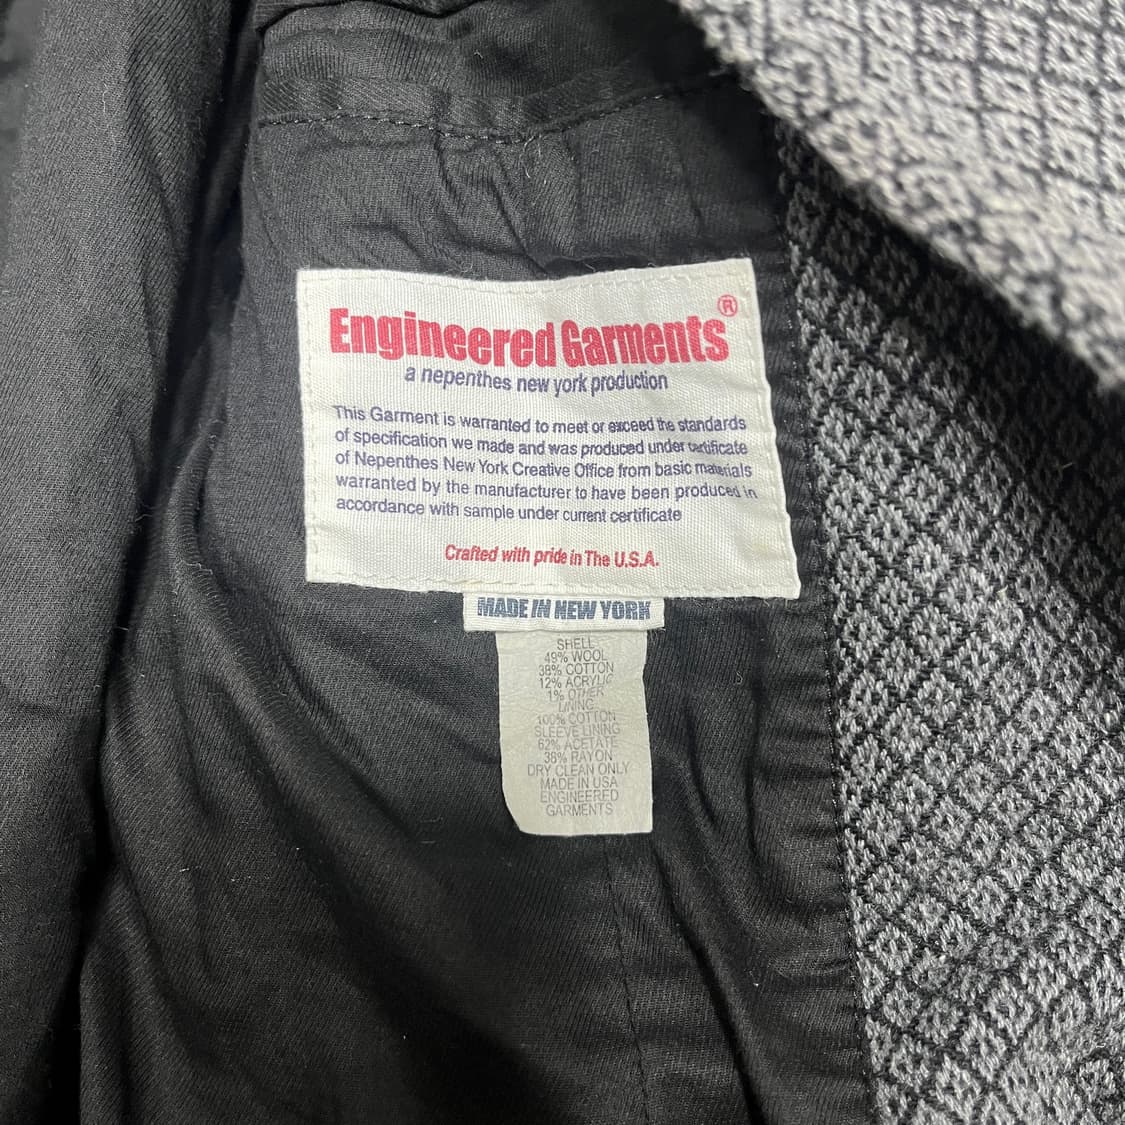 Engineered Garments®
a nepenthes new york production
This Garment is warranted to meet or exceed the standards
of specification we made and was produced under certificate
of Nepenthes New York Creative Office from basic materials
warranted by the manufacturer to have been produced in
accordance with sample under current certificate
Crafted with pride in The U.S.A.
MADE IN NEW YORK
SHELL
49% WOOL
38% COTTON
12% ACRYLIC
1% OTHER
LINING
100% COTTON
SLEEVE LINING
62% ACETATE
38% RAYON
DRY CLEAN ONLY
MADE IN USA
ENGINEERED
GARMENTS